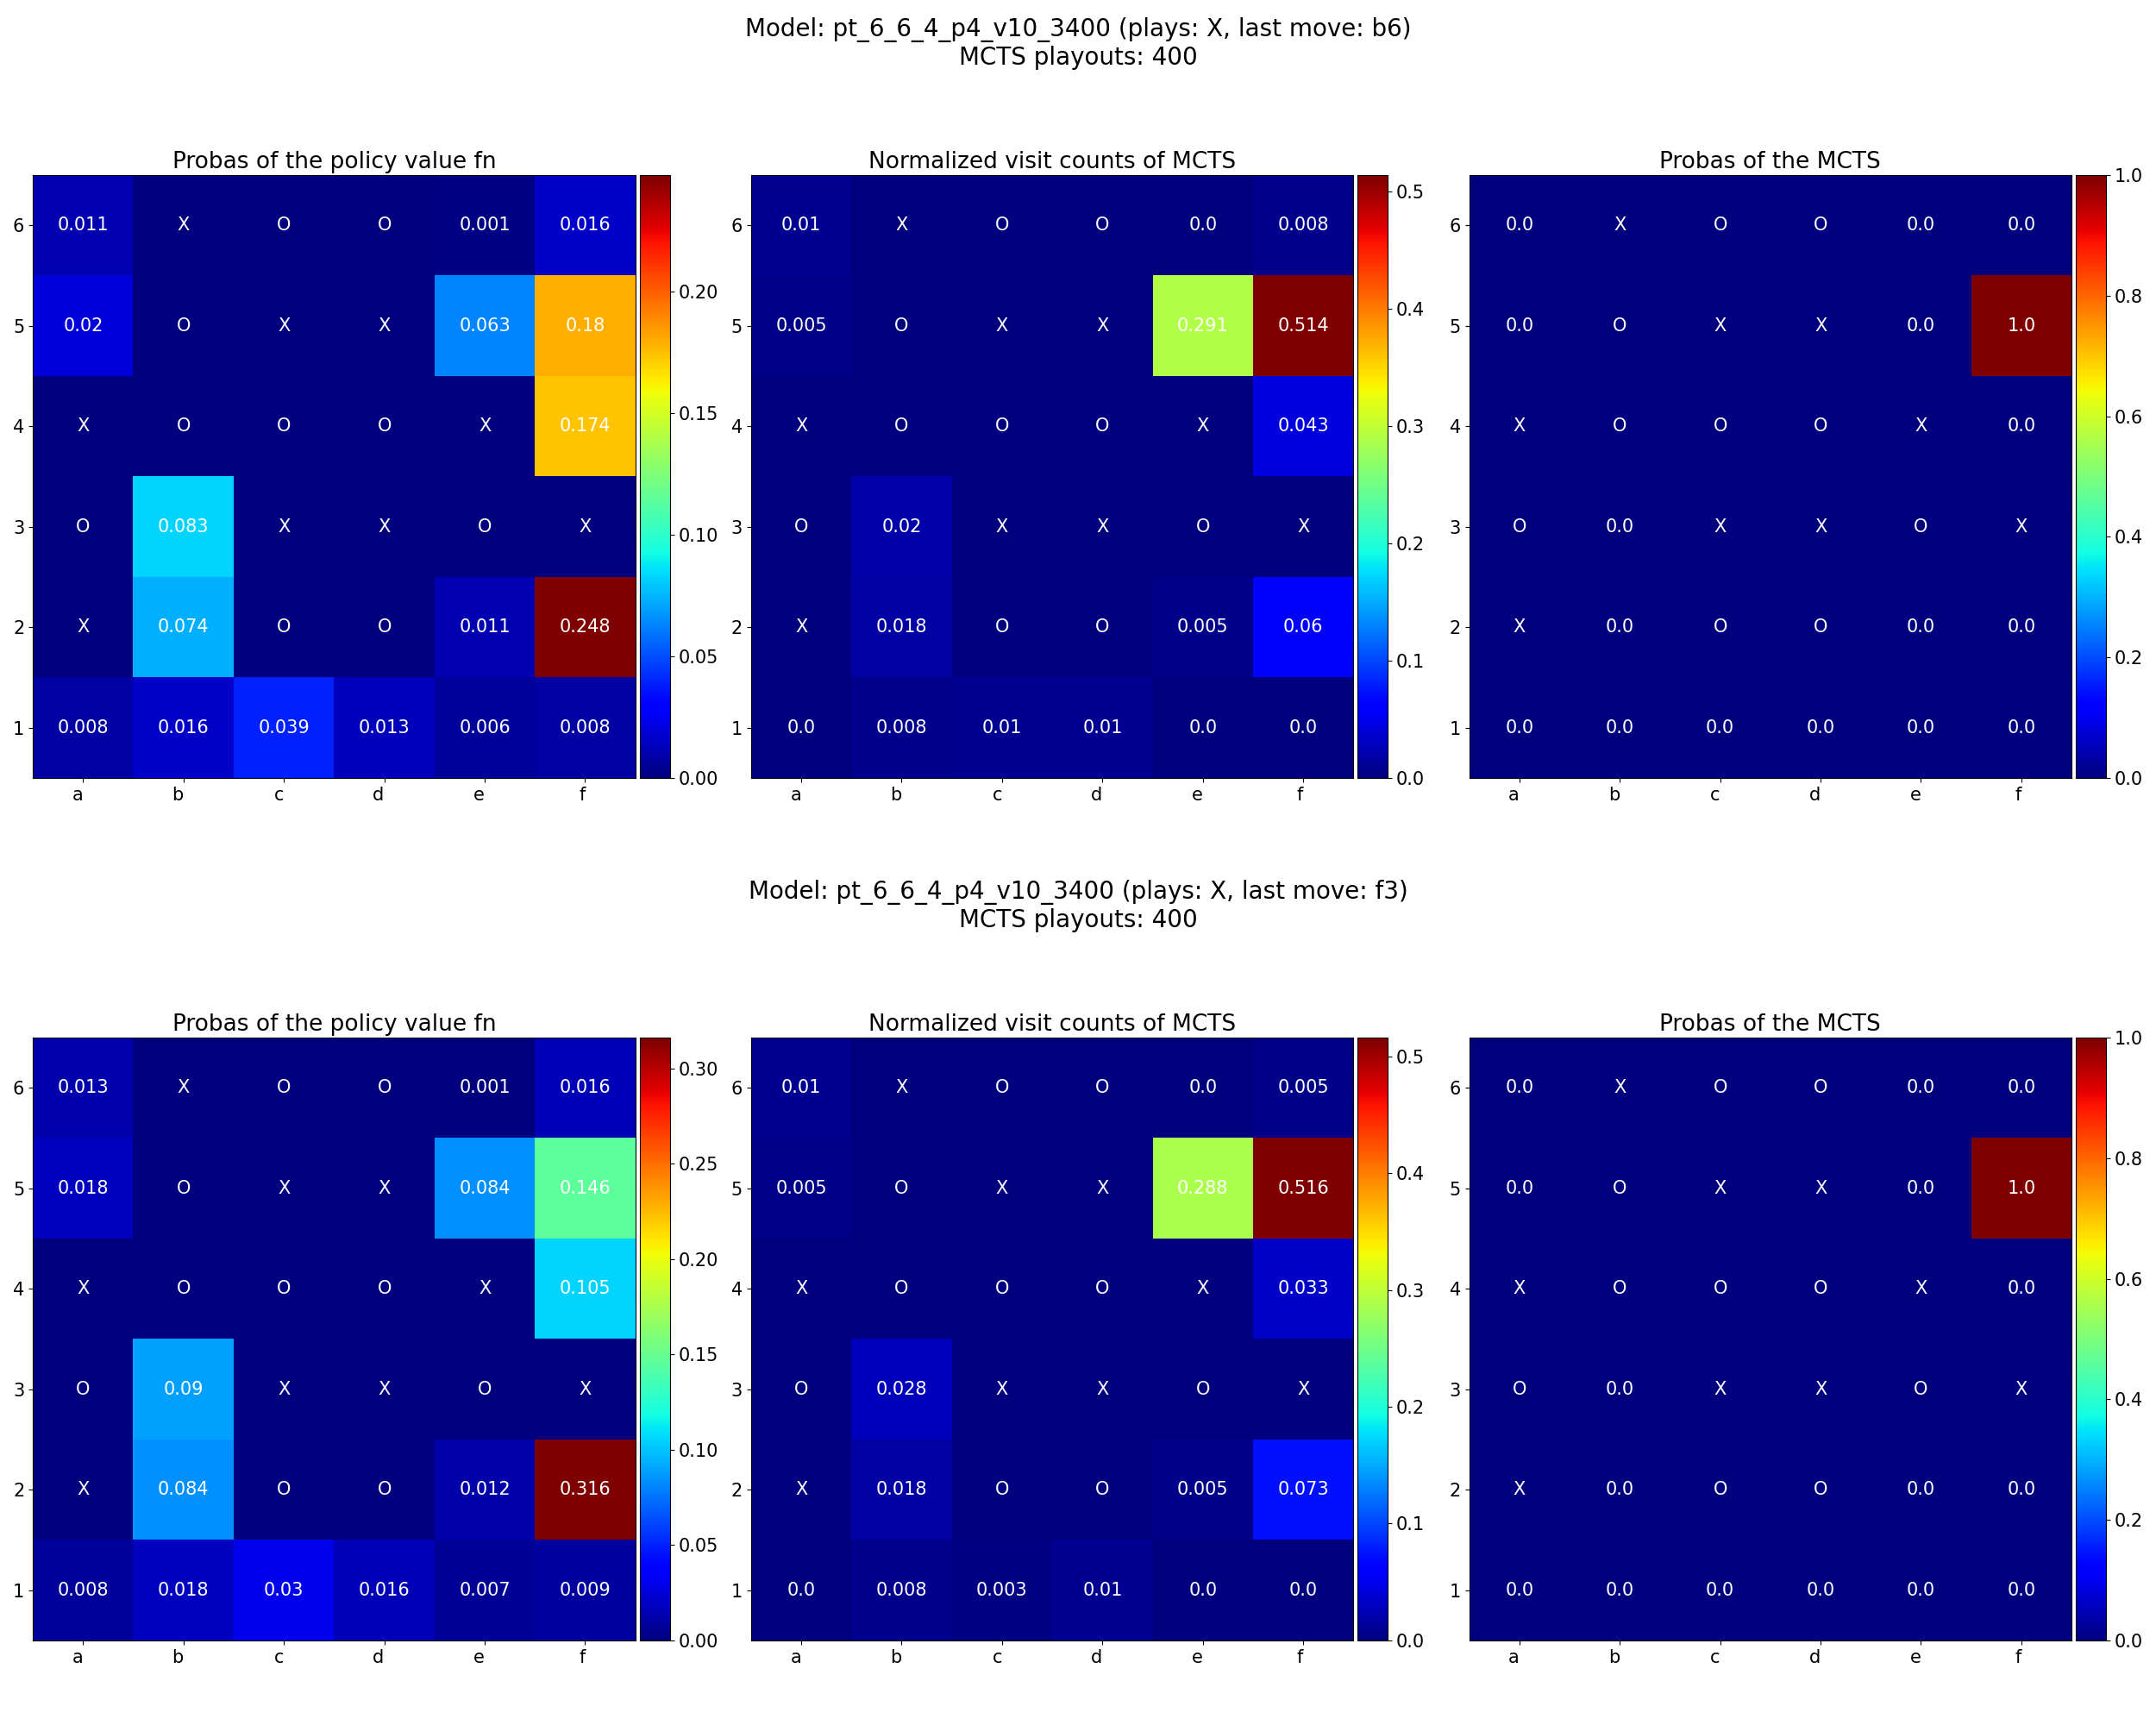 Model: pt_6_6_4_p4_v10_3400 (plays: X, last move: b6)
MCTS playouts: 400
Probas of the policy value fn
6 0.011 X O O 0.001 0.016
5 0.02 O X X 0.063 0.18
4 X O O O X 0.174
3 O 0.083 X X O X
2 X 0.074 O O 0.011 0.248
1 0.008 0.016 0.039 0.013 0.006 0.008
a b c d e f
0.20
0.15
0.10
0.05
0.00
Normalized visit counts of MCTS
6 0.01 X O O 0.0 0.008
5 0.005 O X X 0.291 0.514
4 X O O O X 0.043
3 O 0.02 X X O X
2 X 0.018 O O 0.005 0.06
1 0.0 0.008 0.01 0.01 0.0 0.0
a b c d e f
0.5
0.4
0.3
0.2
0.1
0.0
Probas of the MCTS
6 0.0 X O O 0.0 0.0
5 0.0 O X X 0.0 1.0
4 X O O O X 0.0
3 O 0.0 X X O X
2 X 0.0 O O 0.0 0.0
1 0.0 0.0 0.0 0.0 0.0 0.0
a b c d e f
1.0
0.8
0.6
0.4
0.2
0.0
Model: pt_6_6_4_p4_v10_3400 (plays: X, last move: f3)
MCTS playouts: 400
Probas of the policy value fn
6 0.013 X O O 0.001 0.016
5 0.018 O X X 0.084 0.146
4 X O O O X 0.105
3 O 0.09 X X O X
2 X 0.084 O O 0.012 0.316
1 0.008 0.018 0.03 0.016 0.007 0.009
a b c d e f
0.30
0.25
0.20
0.15
0.10
0.05
0.00
Normalized visit counts of MCTS
6 0.01 X O O 0.0 0.005
5 0.005 O X X 0.288 0.516
4 X O O O X 0.033
3 O 0.028 X X O X
2 X 0.018 O O 0.005 0.073
1 0.0 0.008 0.003 0.01 0.0 0.0
a b c d e f
0.5
0.4
0.3
0.2
0.1
0.0
Probas of the MCTS
6 0.0 X O O 0.0 0.0
5 0.0 O X X 0.0 1.0
4 X O O O X 0.0
3 O 0.0 X X O X
2 X 0.0 O O 0.0 0.0
1 0.0 0.0 0.0 0.0 0.0 0.0
a b c d e f
1.0
0.8
0.6
0.4
0.2
0.0